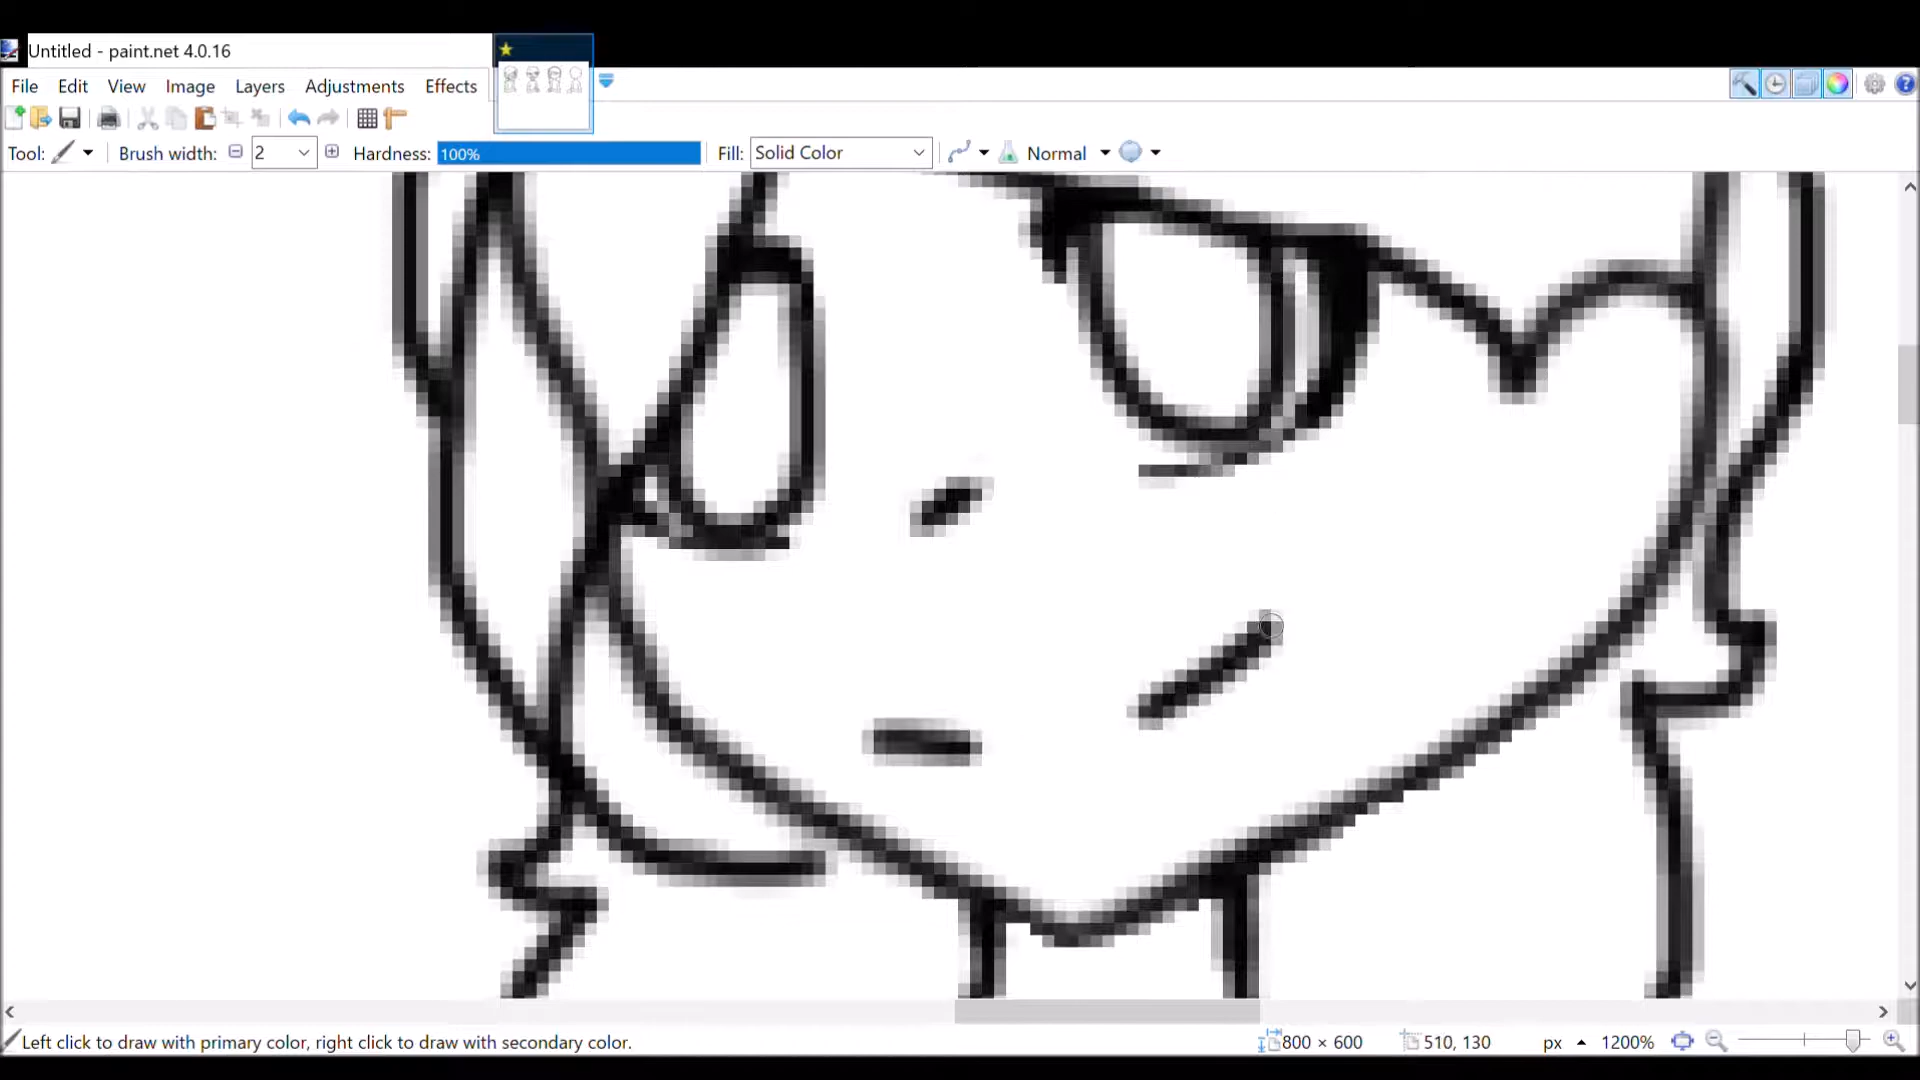 Untitled - paint.net 4.0.16
File Edit View Image Layers Adjustments Effects
Tool: Brush width: 2 Hardness: 100% Fill: Solid Color Normal
Left click to draw with primary color, right click to draw with secondary color. 800 × 600 510, 130 px 1200%